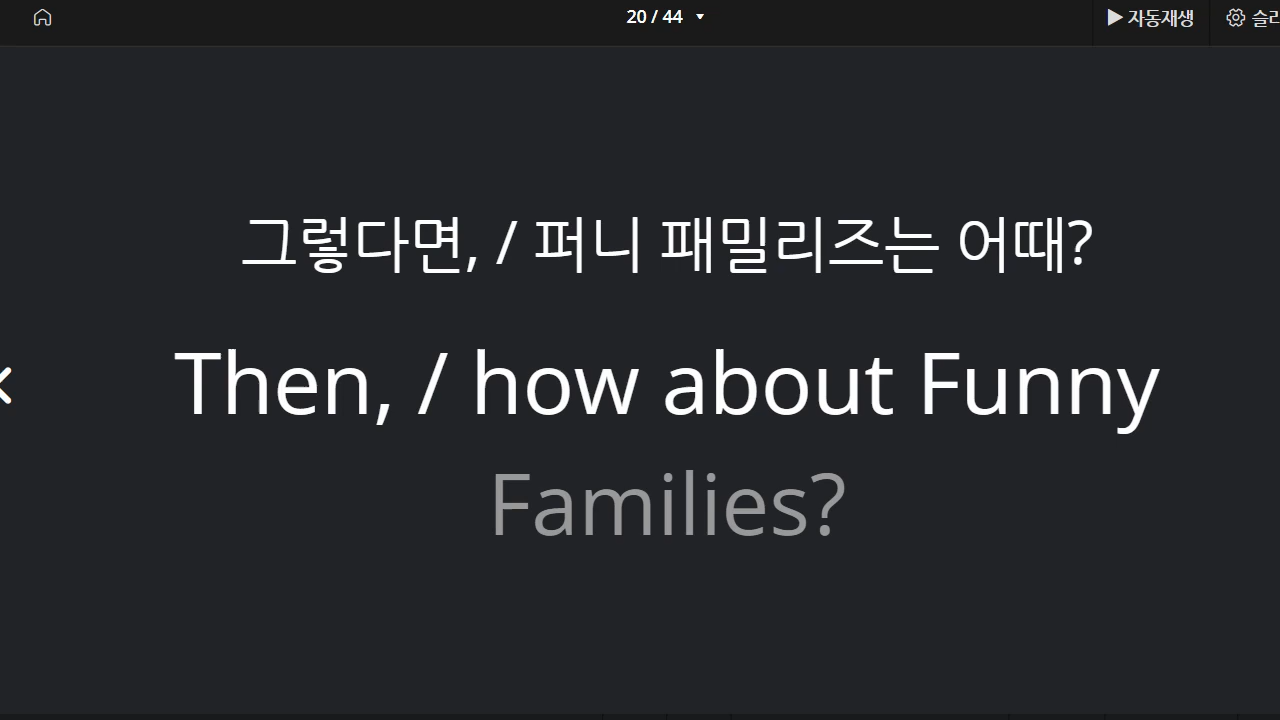 20 / 44
자동재생
그렇다면, / 퍼니 패밀리즈는 어때?
Then, / how about Funny
Families?